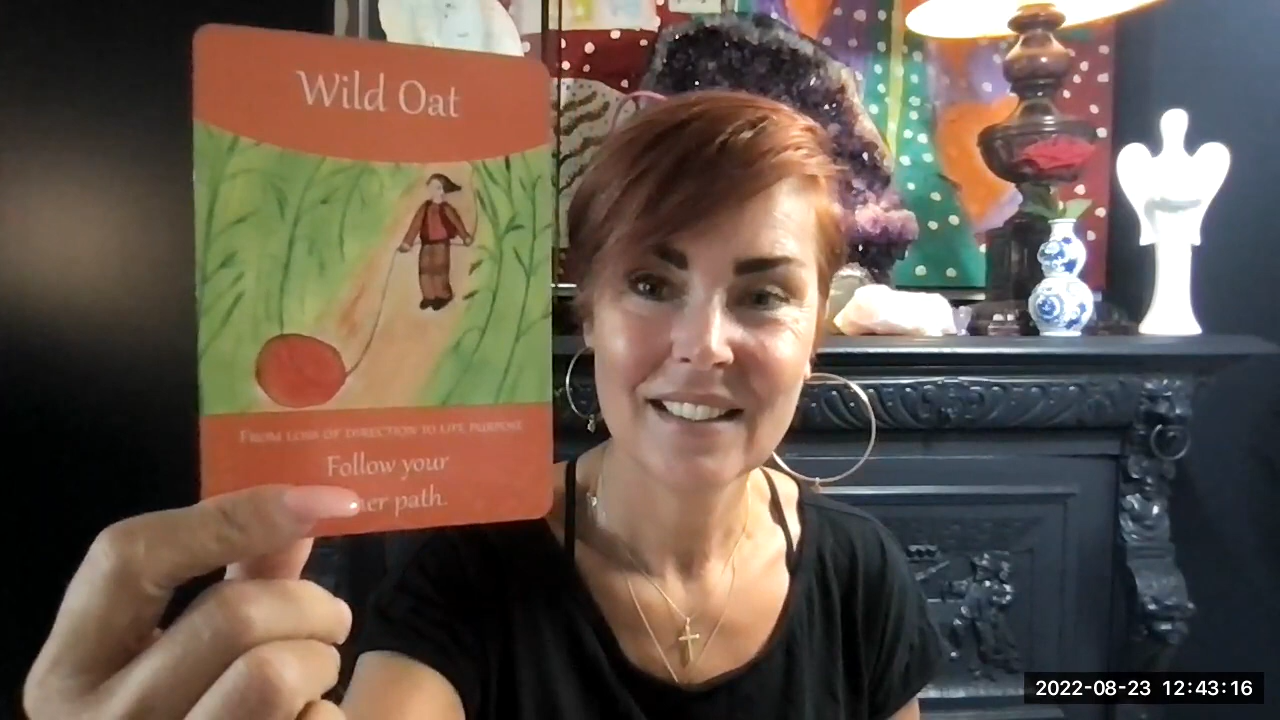 Wild Oat
FROM LOSS OF DIRECTION TO LIFE PURPOSE
Follow your
path.
2022-08-23 12:43:16